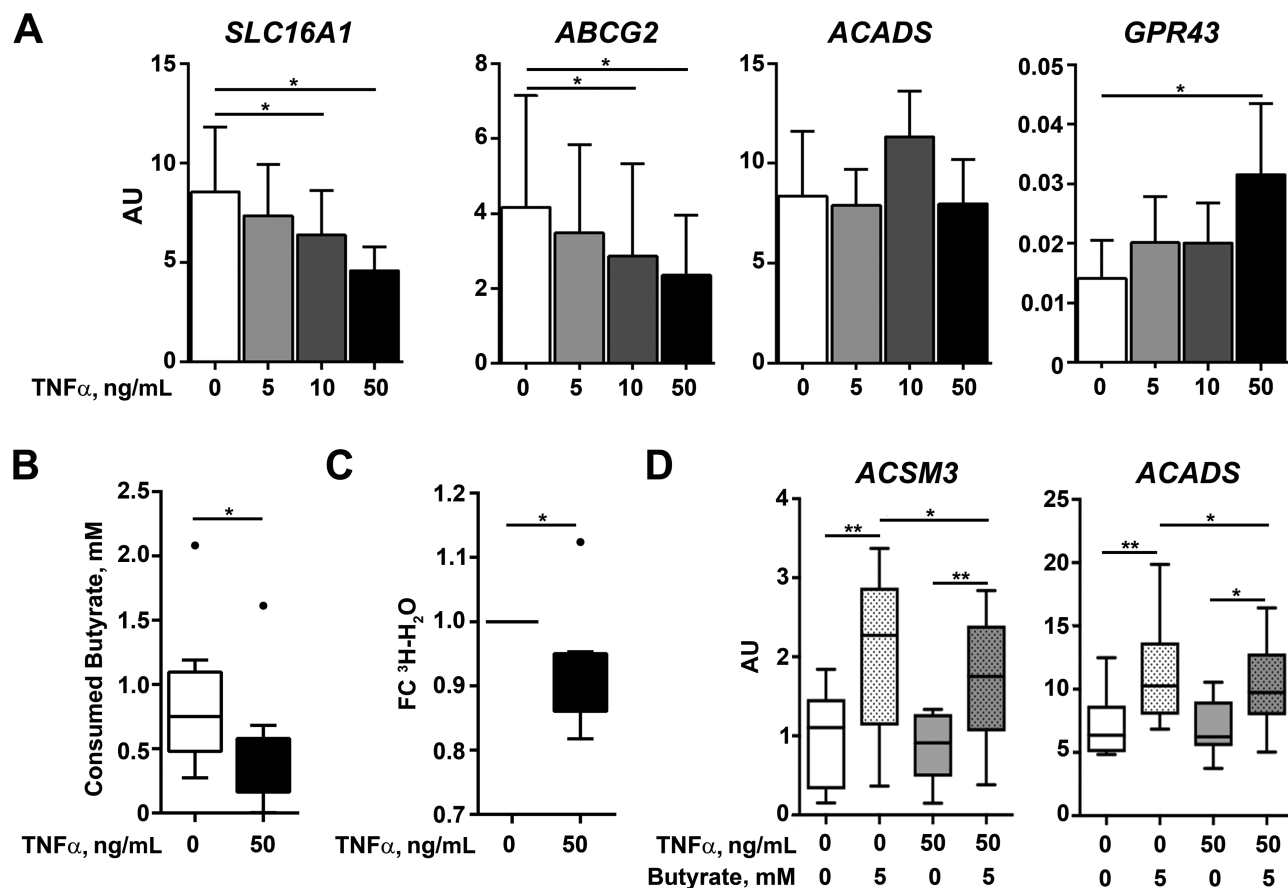 A
SLC16A1 ABCG2 ACADS GPR43
AU
15 10 5 0
8 6 4 2 0
15 10 5 0
0.05 0.04 0.03 0.02 0.01 0
* *
* *
*
TNFα, ng/mL 0 5 10 50 0 5 10 50 0 5 10 50 0 5 10 50
B
Consumed Butyrate, mM
2.5 2.0 1.5 1.0 0.5 0
*
TNFα, ng/mL 0 50
C
FC ³H-H₂O
1.2 1.1 1.0 0.9 0.8 0.7
*
TNFα, ng/mL 0 50
D
ACSM3 ACADS
AU
4 3 2 1 0
** * **
25 20 15 10 5 0
** * *
TNFα, ng/mL 0 0 50 50 0 0 50 50
Butyrate, mM 0 5 0 5 0 5 0 5